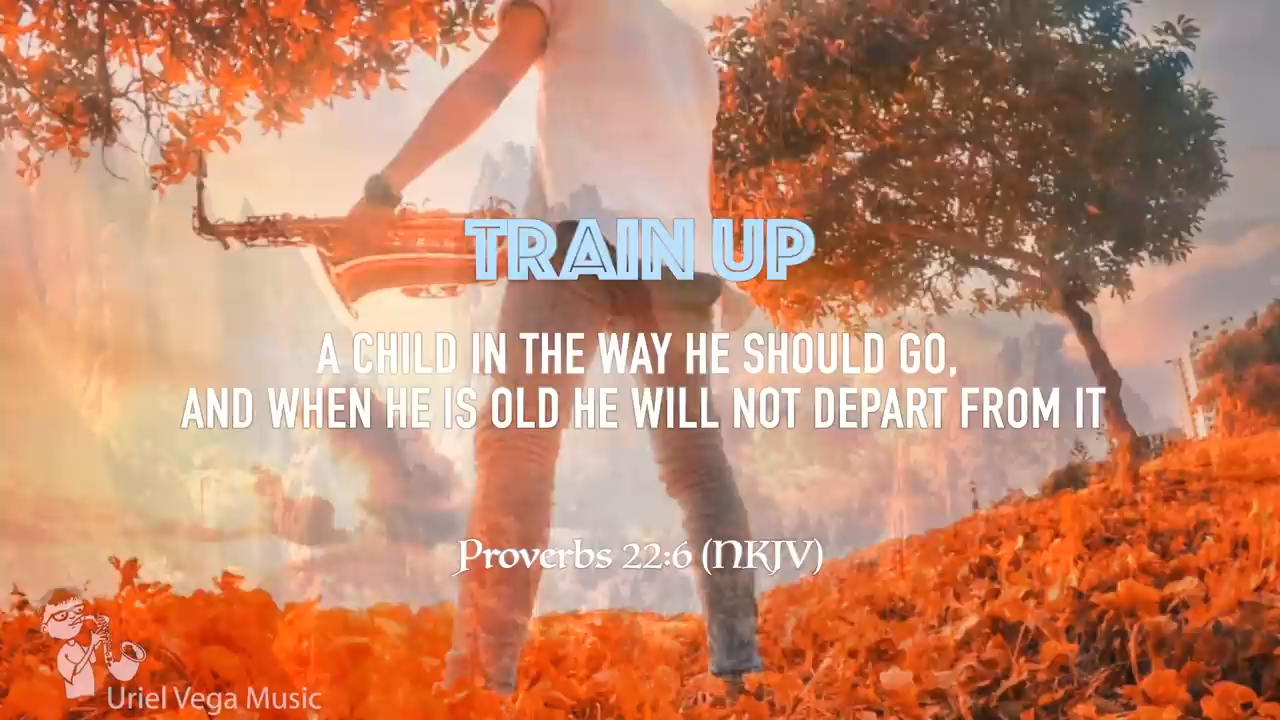 TRAIN UP
A CHILD IN THE WAY HE SHOULD GO,
AND WHEN HE IS OLD HE WILL NOT DEPART FROM IT
Proverbs 22:6 (NKJV)
Uriel Vega Music